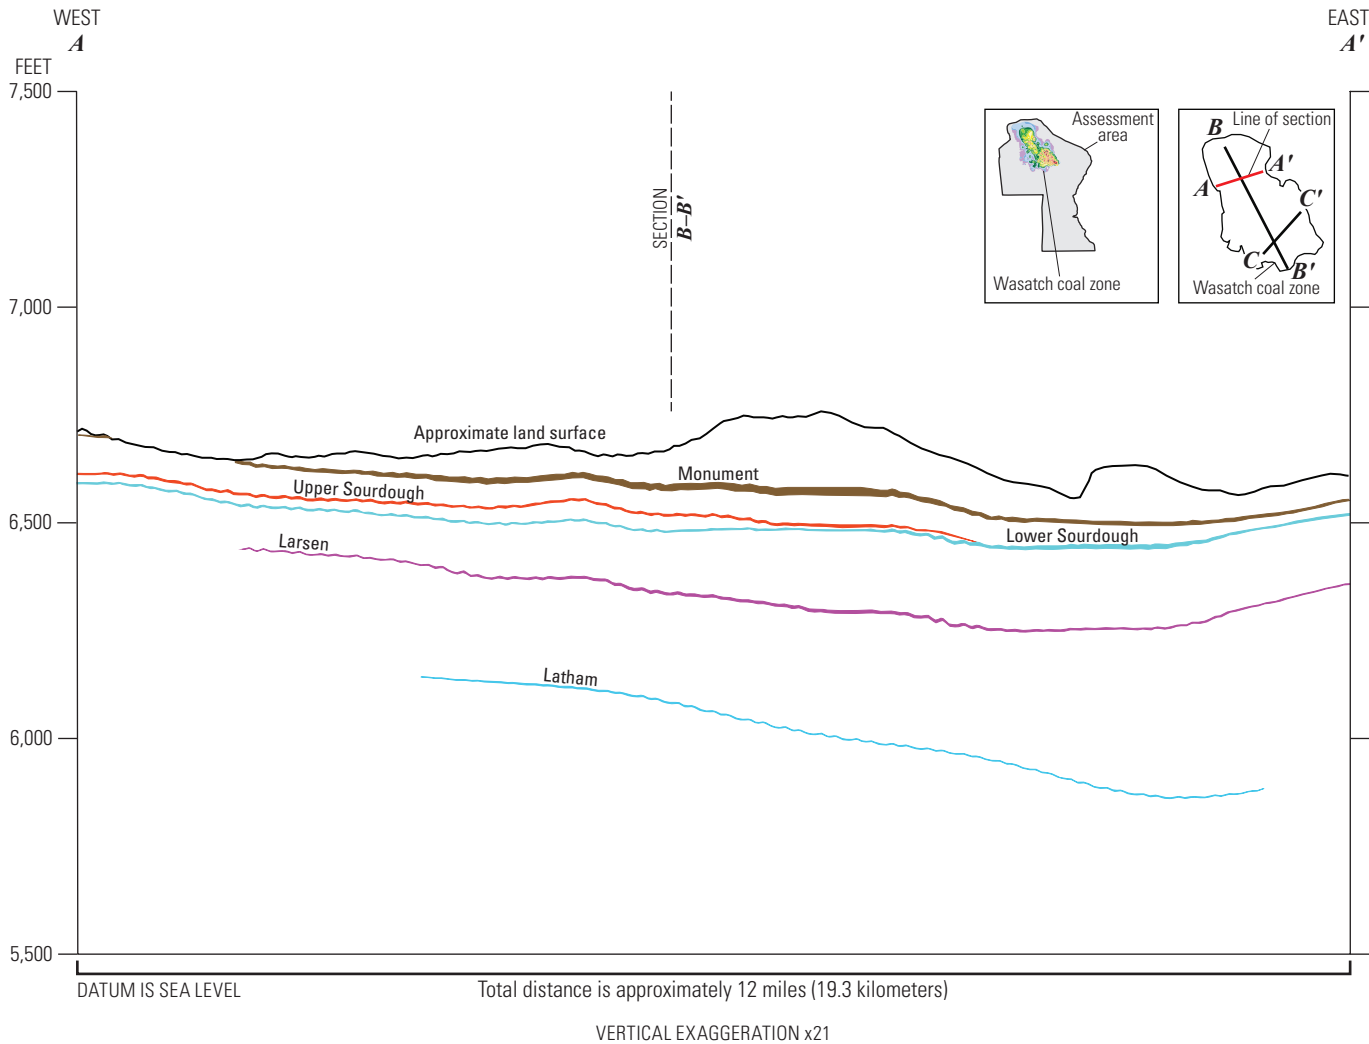 WEST
A
EAST
A'
FEET
7,500
7,000
6,500
6,000
5,500
SECTION
B–B'
Assessment
area
Wasatch coal zone
B
Line of section
A'
A
C'
C
B'
Wasatch coal zone
Approximate land surface
Monument
Upper Sourdough
Lower Sourdough
Larsen
Latham
DATUM IS SEA LEVEL
Total distance is approximately 12 miles (19.3 kilometers)
VERTICAL EXAGGERATION x21